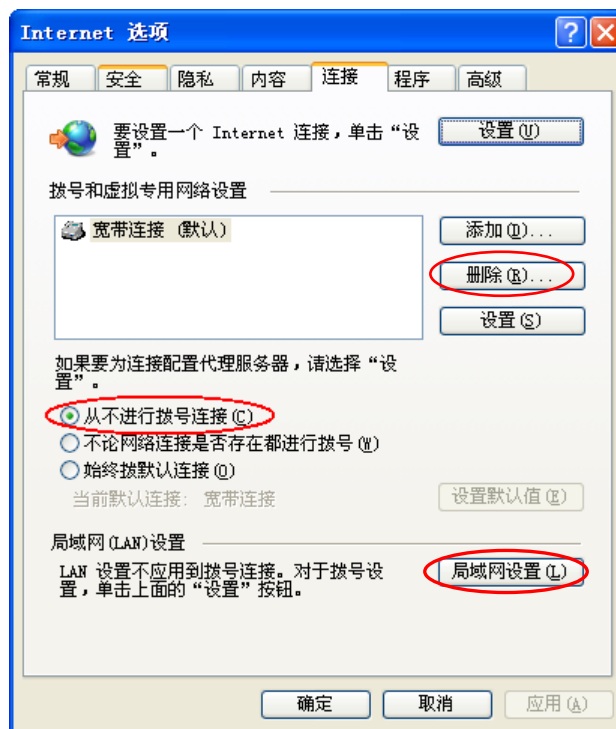 Internet 选项
常规 安全 隐私 内容 连接 程序 高级
要设置一个 Internet 连接，单击“设
置”。
设置(U)
拨号和虚拟专用网络设置
宽带连接 (默认)
添加(D)...
删除(R)...
设置(S)
如果要为连接配置代理服务器，请选择“设
置”。
从不进行拨号连接(C)
不论网络连接是否存在都进行拨号(W)
始终拨默认连接(O)
当前默认连接: 宽带连接
设置默认值(E)
局域网(LAN)设置
LAN 设置不应用到拨号连接。对于拨号设
置，单击上面的“设置”按钮。
局域网设置(L)
确定 取消 应用(A)